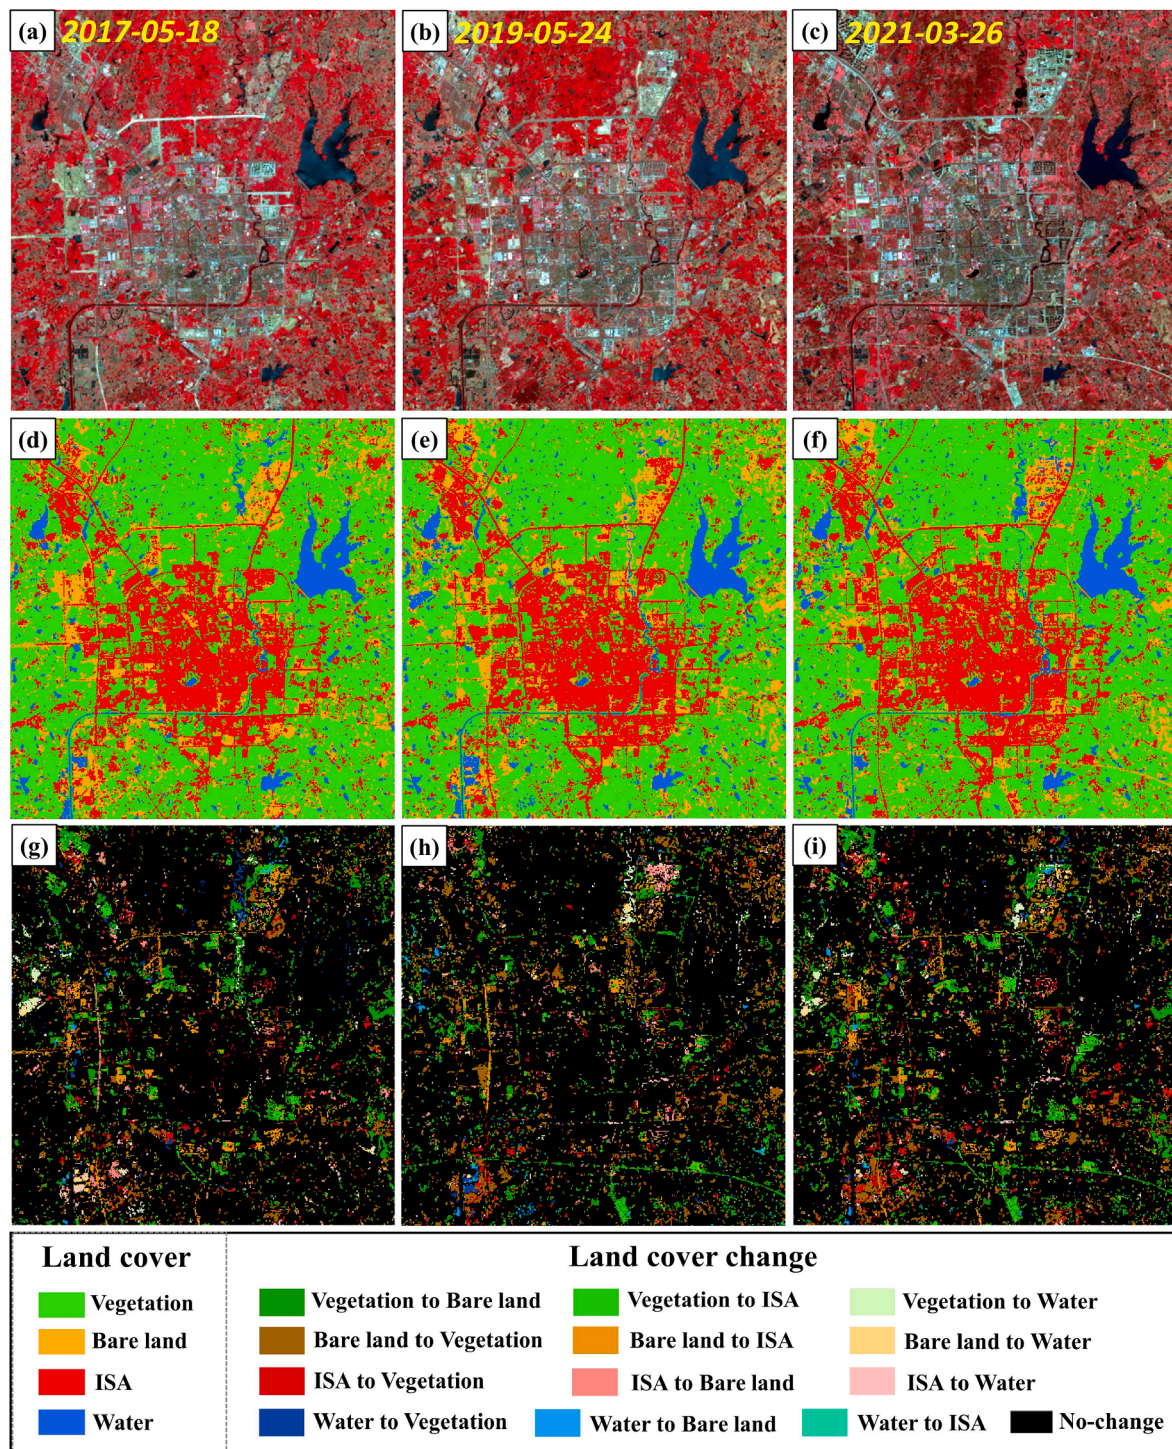 (a) 2017-05-18
(b) 2019-05-24
(c) 2021-03-26
(d)
(e)
(f)
(g)
(h)
(i)
Land cover
Vegetation
Bare land
ISA
Water
Land cover change
Vegetation to Bare land
Vegetation to ISA
Vegetation to Water
Bare land to Vegetation
Bare land to ISA
Bare land to Water
ISA to Vegetation
ISA to Bare land
ISA to Water
Water to Vegetation
Water to Bare land
Water to ISA
No-change